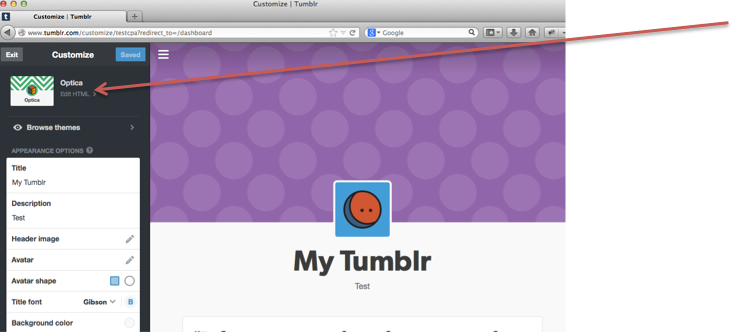 Customize | Tumblr
Customize | Tumblr
www.tumblr.com/customize/testcpa?redirect_to=/dashboard
Google
Exit
Customize
Saved
Optica
Edit HTML >
Optica
Browse themes
APPEARANCE OPTIONS ?
Title
My Tumblr
Description
Test
Header image
Avatar
Avatar shape
Title font Gibson B
Background color
My Tumblr
Test